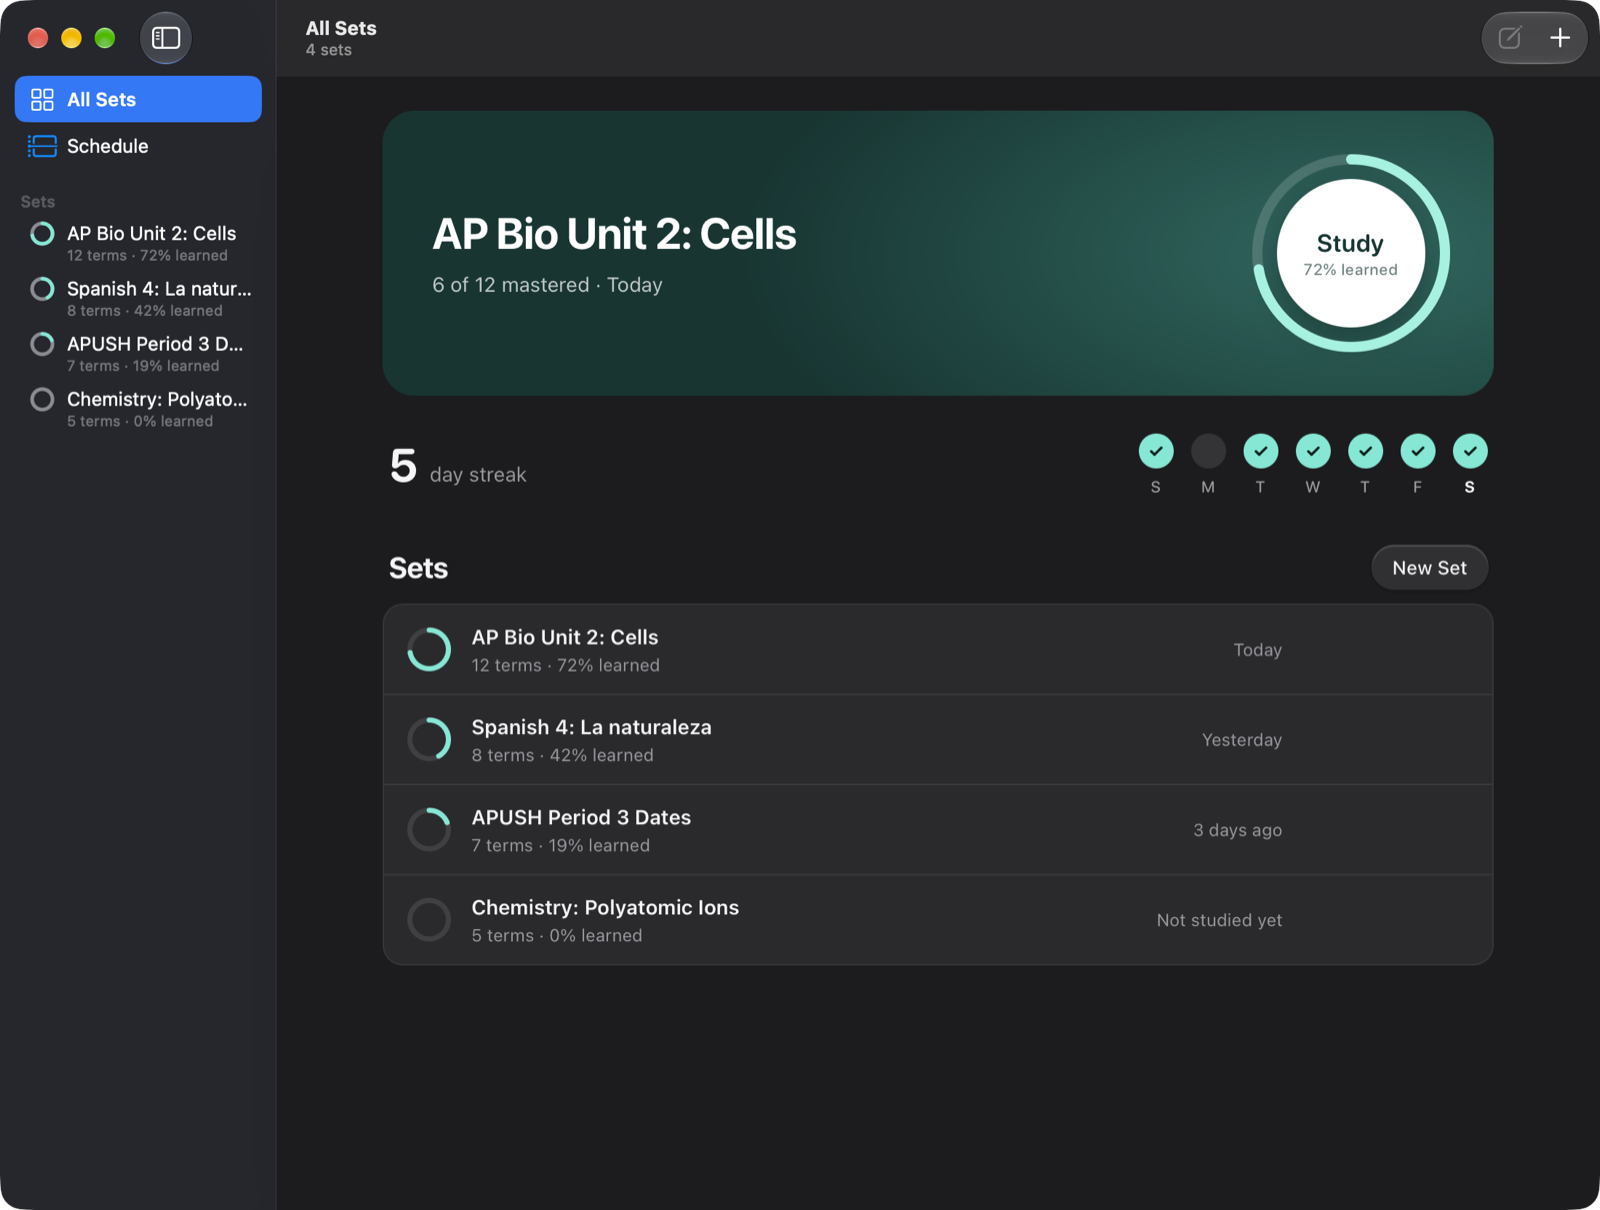 All Sets
Schedule
Sets
AP Bio Unit 2: Cells
12 terms · 72% learned
Spanish 4: La natur...
8 terms · 42% learned
APUSH Period 3 D...
7 terms · 19% learned
Chemistry: Polyato...
5 terms · 0% learned
All Sets
4 sets
AP Bio Unit 2: Cells
6 of 12 mastered · Today
Study
72% learned
5 day streak
S M T W T F S
Sets
New Set
AP Bio Unit 2: Cells
12 terms · 72% learned
Today
Spanish 4: La naturaleza
8 terms · 42% learned
Yesterday
APUSH Period 3 Dates
7 terms · 19% learned
3 days ago
Chemistry: Polyatomic Ions
5 terms · 0% learned
Not studied yet